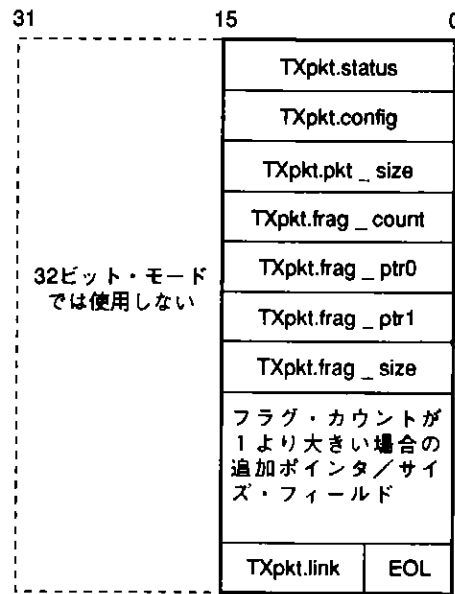 31 15 0
TXpkt.status
TXpkt.config
TXpkt.pkt _ size
TXpkt.frag _ count
TXpkt.frag _ ptr0
TXpkt.frag _ ptr1
TXpkt.frag _ size
32ビット・モード
では使用しない
フラグ・カウントが
1より大きい場合の
追加ポインタ/サイ
ズ・フィールド
TXpkt.link EOL